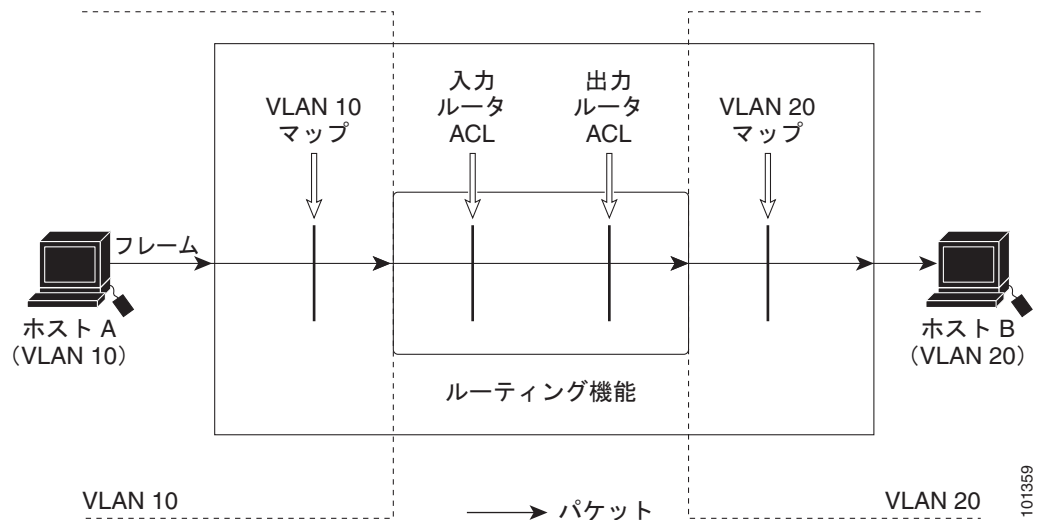 VLAN 10
マップ
入力
ルータ
ACL
出力
ルータ
ACL
VLAN 20
マップ
フレーム
ホスト A
（VLAN 10）
ホスト B
（VLAN 20）
ルーティング機能
VLAN 10
パケット
VLAN 20
101359